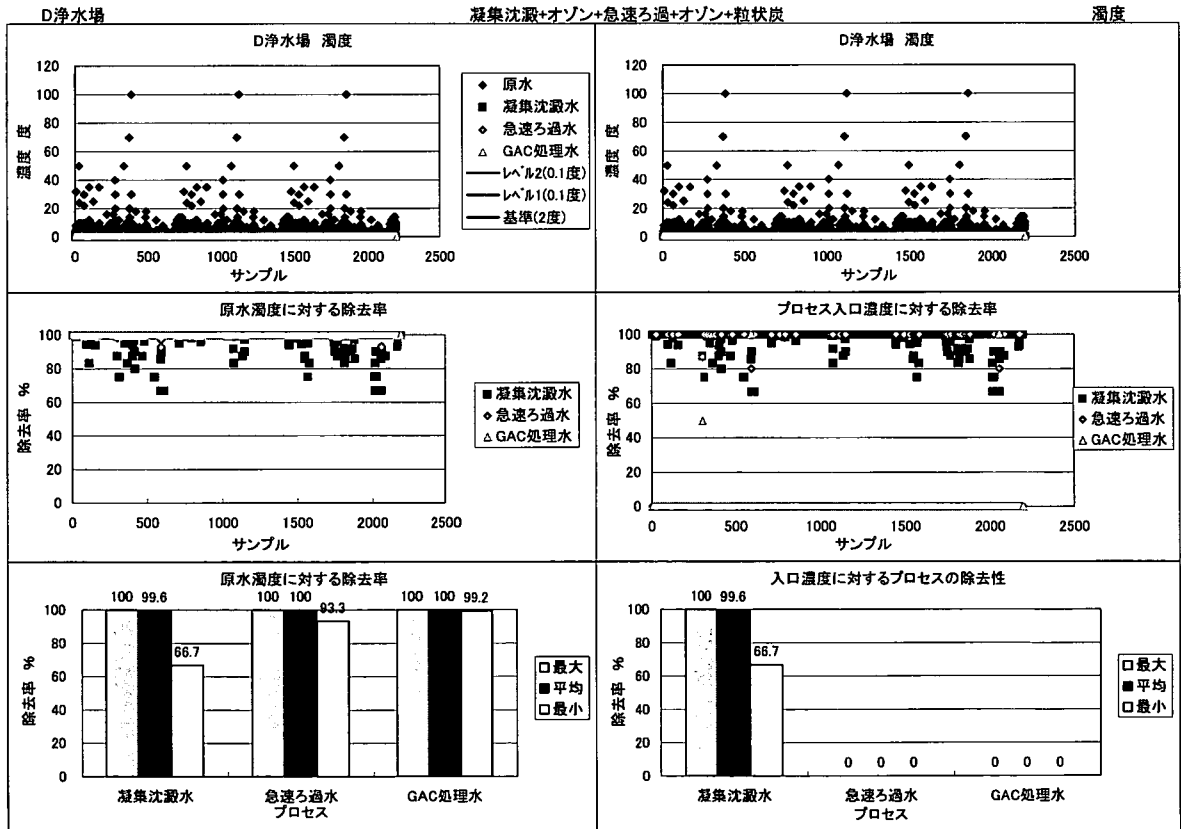 D浄水場 凝集沈澱+オゾン+急速ろ過+オゾン+粒状炭 濁度
D浄水場 濁度
濃度 度
120
100
80
60
40
20
0
0 500 1000 1500 2000 2500
サンプル
原水
凝集沈澱水
急速ろ過水
GAC処理水
レベル2(0.1度)
レベル1(0.1度)
基準(2度)
D浄水場 濁度
濃度 度
120
100
80
60
40
20
0
0 500 1000 1500 2000 2500
サンプル
原水濁度に対する除去率
除去率 %
100
80
60
40
20
0
0 500 1000 1500 2000 2500
サンプル
凝集沈澱水
急速ろ過水
GAC処理水
プロセス入口濃度に対する除去率
除去率 %
100
80
60
40
20
0
0 500 1000 1500 2000 2500
サンプル
凝集沈澱水
急速ろ過水
GAC処理水
原水濁度に対する除去率
100 99.6 66.7 100 100 93.3 100 100 99.2
除去率 %
100
80
60
40
20
0
凝集沈澱水 急速ろ過水 GAC処理水
プロセス
最大
平均
最小
入口濃度に対するプロセスの除去性
100 99.6 66.7 0 0 0 0 0 0
除去率 %
100
80
60
40
20
0
凝集沈澱水 急速ろ過水 GAC処理水
プロセス
最大
平均
最小